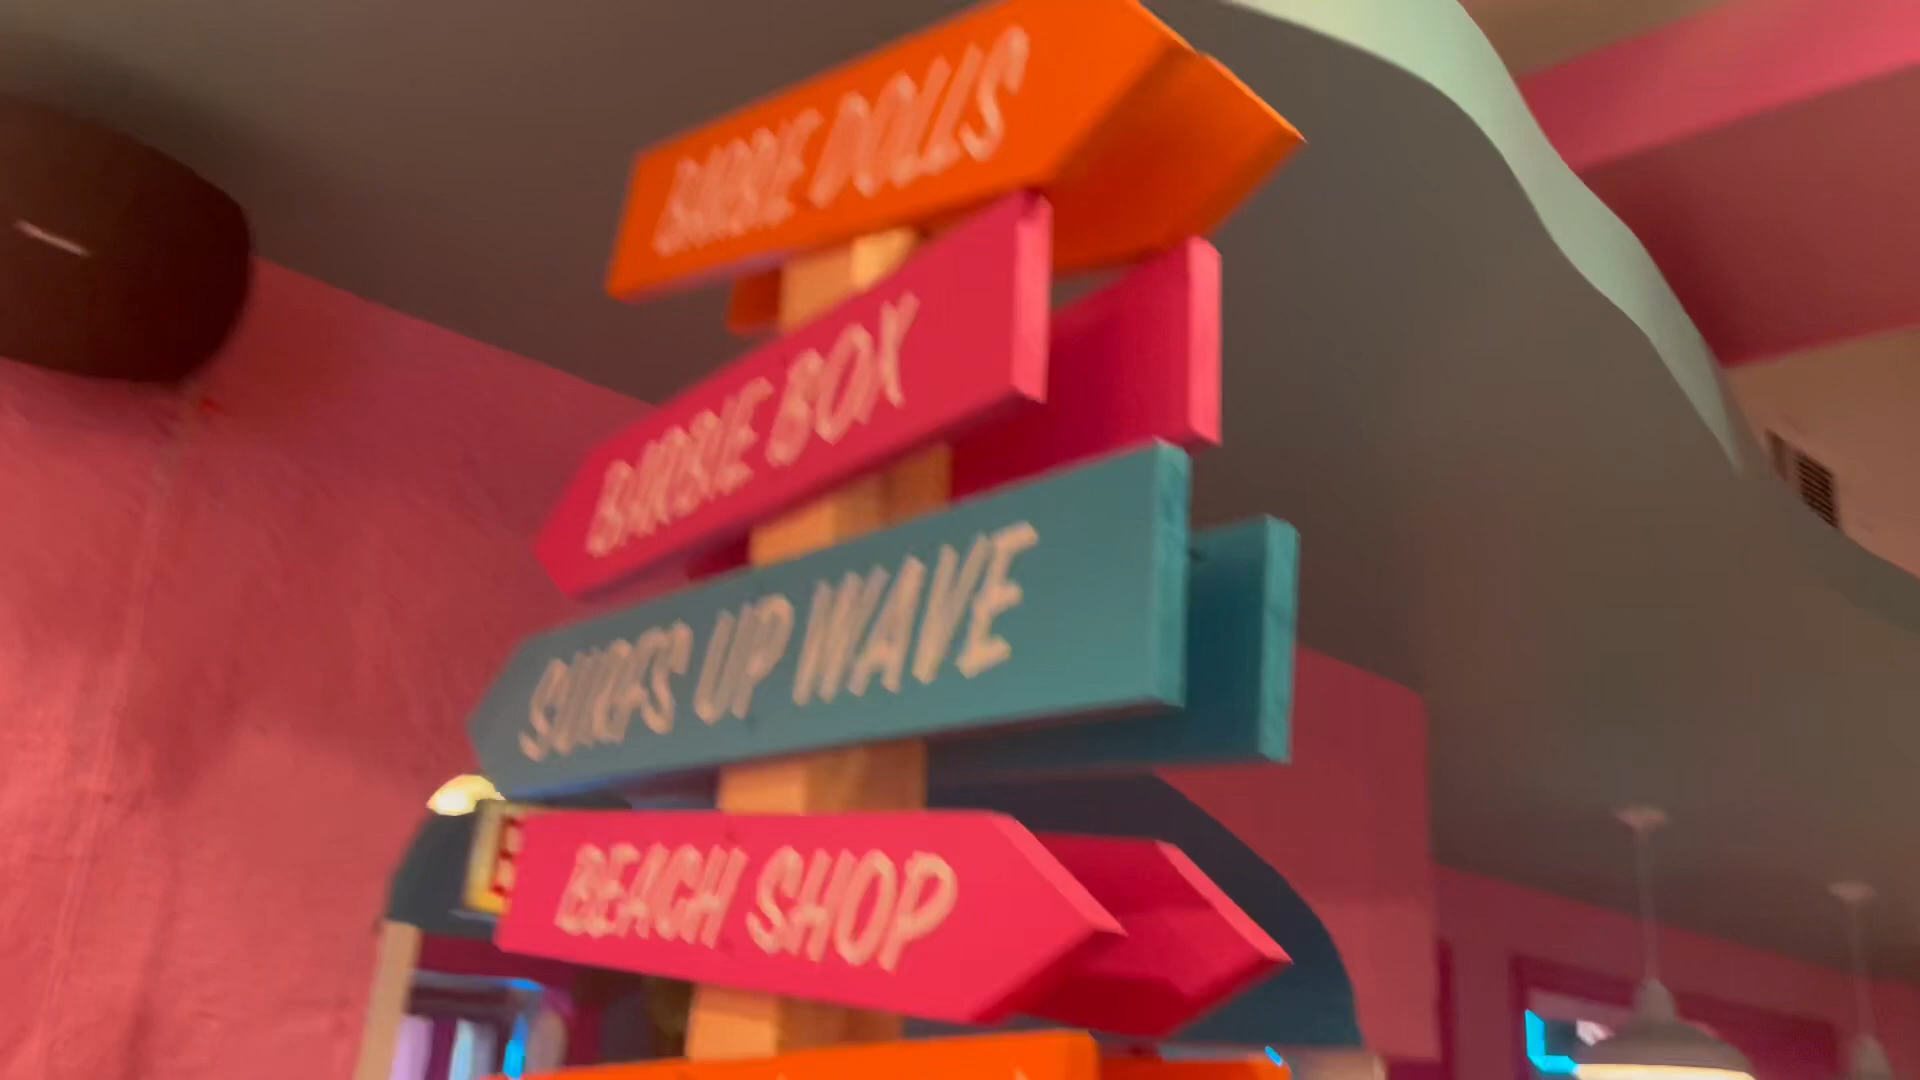 BARBIE DOLLS
BARBIE BOX
SURFS UP WAVE
BEACH SHOP